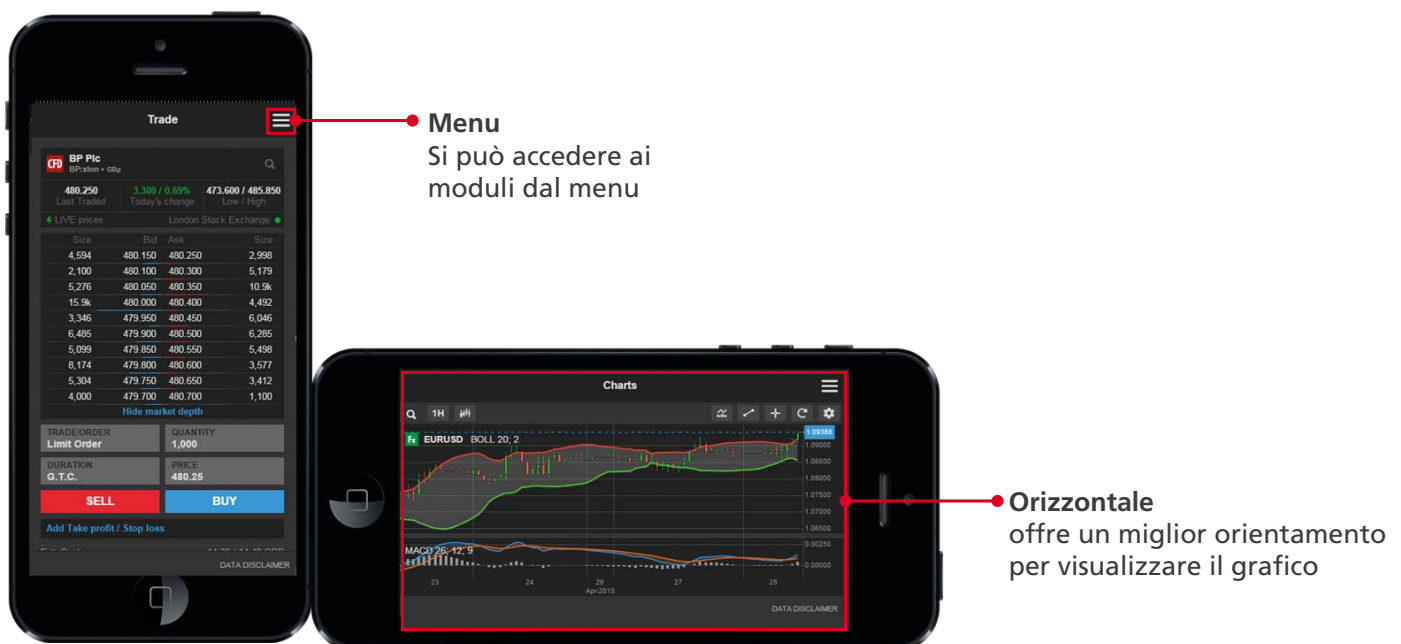 Trade
CFD BP Plc
BP:xlon • GBp
480.250 3.300 / 0.69% 473.600 / 485.850
Last Traded Today's change Low / High
LIVE prices London Stock Exchange
Size Bid Ask Size
4,594 480.150 480.250 2,998
2,100 480.100 480.300 5,179
5,276 480.050 480.350 10.9k
15.9k 480.000 480.400 4,492
3,346 479.950 480.450 6,046
6,485 479.900 480.500 6,285
5,099 479.850 480.550 5,498
8,174 479.800 480.600 3,577
5,304 479.750 480.650 3,412
4,000 479.700 480.700 1,100
Hide market depth
TRADE/ORDER QUANTITY
Limit Order 1,000
DURATION PRICE
G.T.C. 480.25
SELL BUY
Add Take profit / Stop loss
DATA DISCLAIMER
Menu
Si può accedere ai
moduli dal menu
Charts
1H
Fx EURUSD BOLL 20; 2
1.09388
1.09000
1.08500
1.08000
1.07500
1.07000
1.06500
MACD 26; 12; 9
0.00250
0.00000
23 24 26 27 28
Apr-2015
DATA DISCLAIMER
Orizzontale
offre un miglior orientamento
per visualizzare il grafico